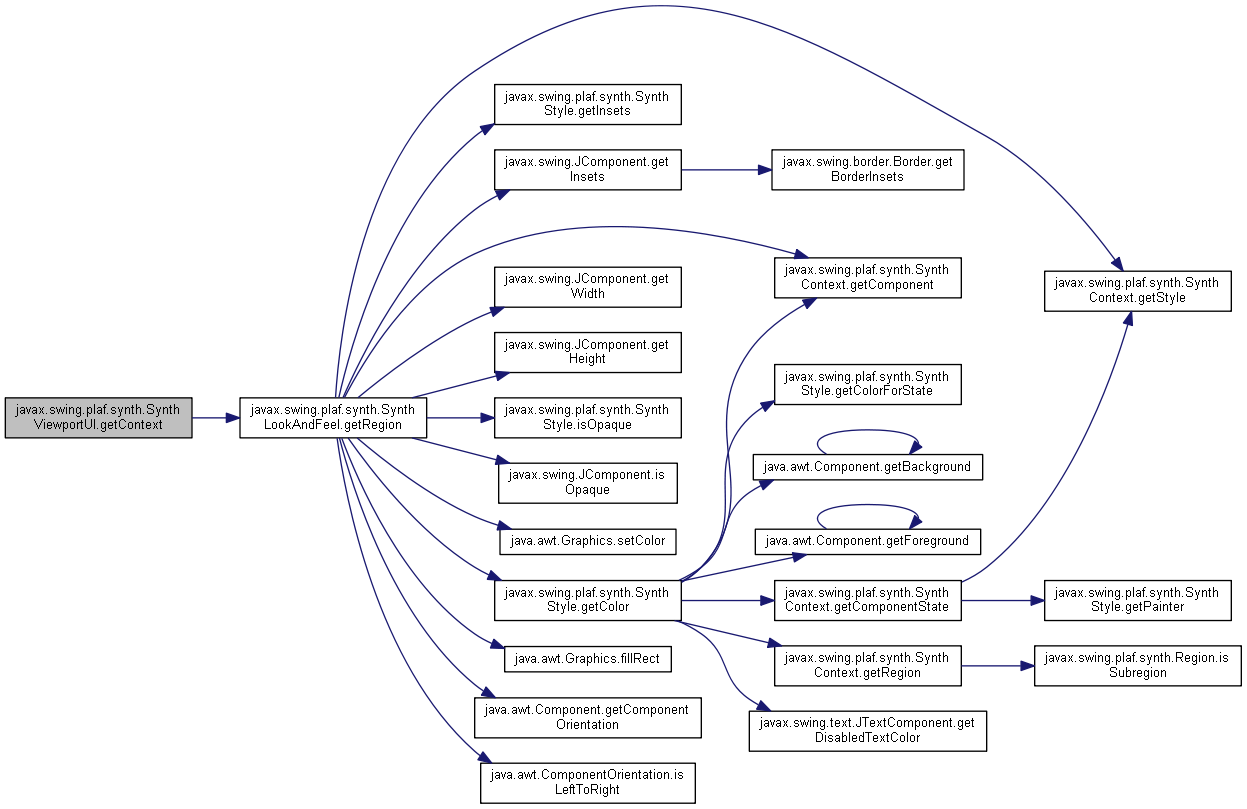 javax.swing.plaf.synth.Synth
ViewportUI.getContext
javax.swing.plaf.synth.Synth
LookAndFeel.getRegion
javax.swing.plaf.synth.Synth
Style.getInsets
javax.swing.JComponent.get
Insets
javax.swing.JComponent.get
Width
javax.swing.JComponent.get
Height
javax.swing.plaf.synth.Synth
Style.isOpaque
javax.swing.JComponent.is
Opaque
java.awt.Graphics.setColor
javax.swing.plaf.synth.Synth
Style.getColor
java.awt.Graphics.fillRect
java.awt.Component.getComponent
Orientation
java.awt.ComponentOrientation.is
LeftToRight
javax.swing.border.Border.get
BorderInsets
javax.swing.plaf.synth.Synth
Context.getComponent
javax.swing.plaf.synth.Synth
Style.getColorForState
java.awt.Component.getBackground
java.awt.Component.getForeground
javax.swing.plaf.synth.Synth
Context.getComponentState
javax.swing.plaf.synth.Synth
Context.getRegion
javax.swing.text.JTextComponent.get
DisabledTextColor
javax.swing.plaf.synth.Synth
Context.getStyle
javax.swing.plaf.synth.Synth
Style.getPainter
javax.swing.plaf.synth.Region.is
Subregion